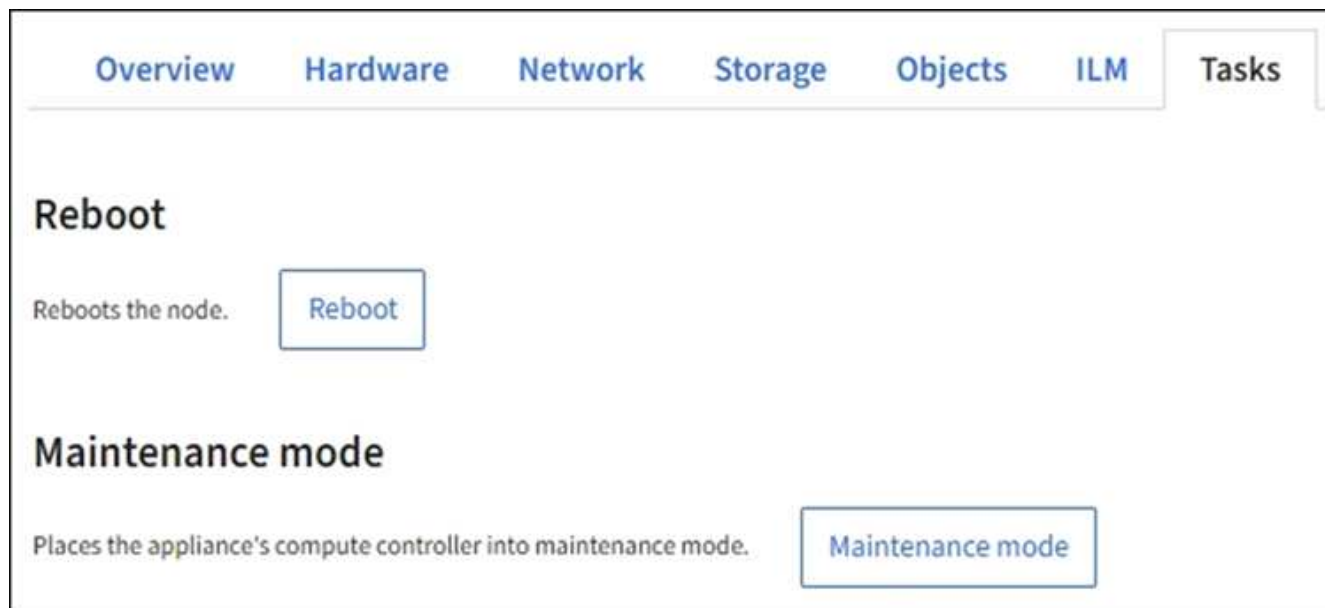 Overview Hardware Network Storage Objects ILM Tasks
Reboot
Reboots the node. Reboot
Maintenance mode
Places the appliance's compute controller into maintenance mode. Maintenance mode